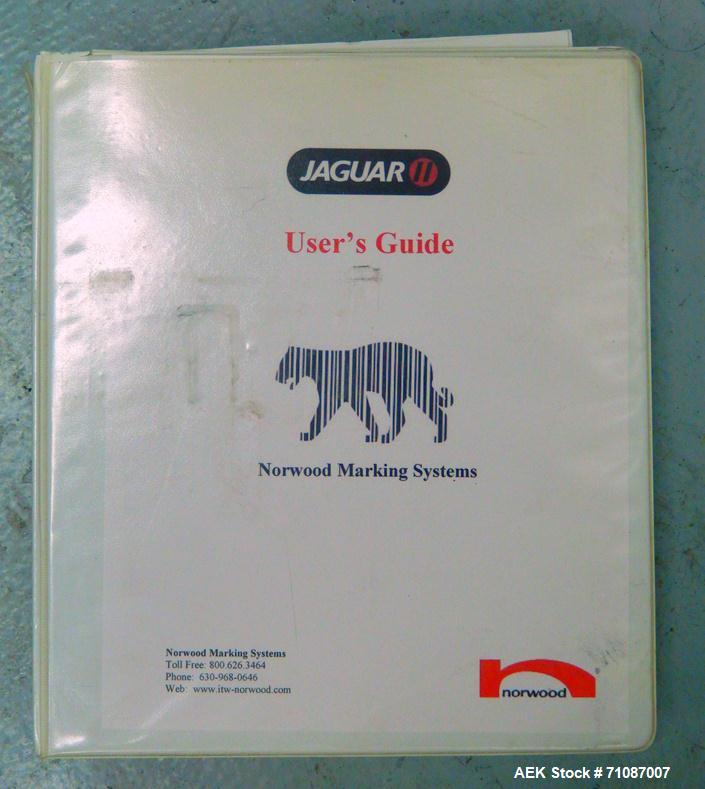 JAGUAR II
User's Guide
Norwood Marking Systems
Norwood Marking Systems
Toll Free: 800.626.3464
Phone: 630-968-0646
Web: www.itw-norwood.com
norwood
AEK Stock # 71087007